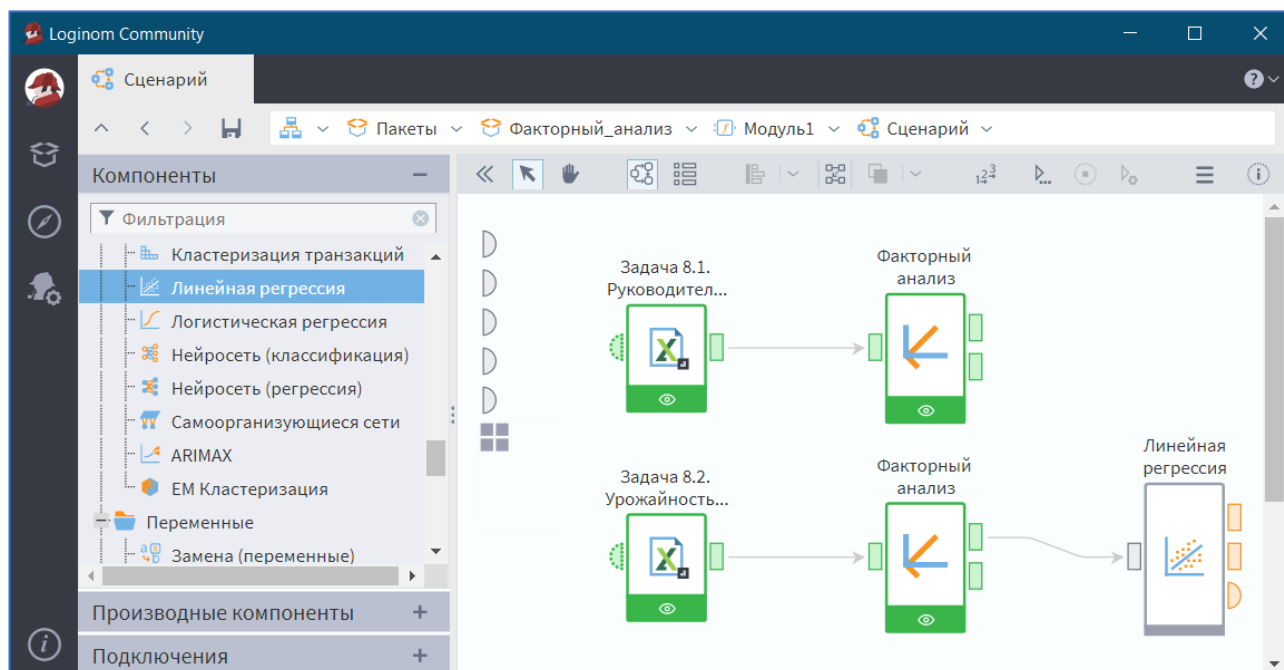 Loginom Community
Сценарий
Пакеты
Факторный_анализ
Модуль1
Сценарий
Компоненты
Фильтрация
Кластеризация транзакций
Линейная регрессия
Логистическая регрессия
Нейросеть (классификация)
Нейросеть (регрессия)
Самоорганизующиеся сети
ARIMAX
EM Кластеризация
Переменные
Замена (переменные)
Производные компоненты
Подключения
Задача 8.1.
Руководител...
Факторный
анализ
Задача 8.2.
Урожайность...
Факторный
анализ
Линейная
регрессия